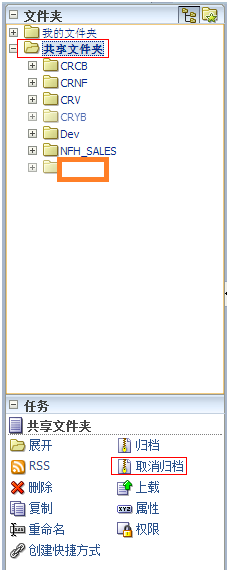 文件夹
我的文件夹
共享文件夹
CRCB
CRNF
CRV
CRYB
Dev
NFH_SALES
任务
共享文件夹
展开 归档
RSS 取消归档
删除 上载
复制 属性
重命名 权限
创建快捷方式